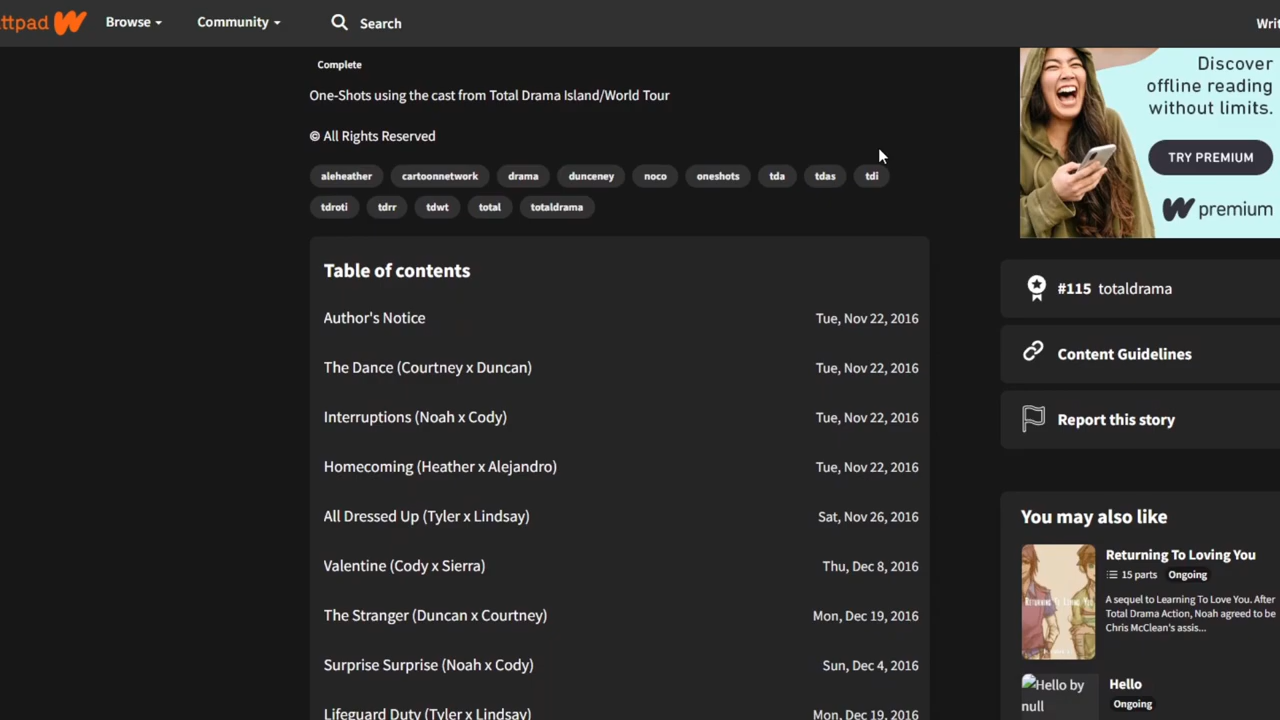 ttpad
Browse
Community
Search
Writ
Complete
One-Shots using the cast from Total Drama Island/World Tour
© All Rights Reserved
aleheather cartoonnetwork drama dunceney noco oneshots tda tdas tdi
tdroti tdrr tdwt total totaldrama
Table of contents
Author's Notice Tue, Nov 22, 2016
The Dance (Courtney x Duncan) Tue, Nov 22, 2016
Interruptions (Noah x Cody) Tue, Nov 22, 2016
Homecoming (Heather x Alejandro) Tue, Nov 22, 2016
All Dressed Up (Tyler x Lindsay) Sat, Nov 26, 2016
Valentine (Cody x Sierra) Thu, Dec 8, 2016
The Stranger (Duncan x Courtney) Mon, Dec 19, 2016
Surprise Surprise (Noah x Cody) Sun, Dec 4, 2016
Lifeguard Duty (Tyler x Lindsay) Mon, Dec 19, 2016
Discover
offline reading
without limits.
TRY PREMIUM
premium
#115 totaldrama
Content Guidelines
Report this story
You may also like
RETURNING TO LOVING YOU
Returning To Loving You
15 parts Ongoing
A sequel to Learning To Love You. After
Total Drama Action, Noah agreed to be
Chris McClean's assis...
Hello by
null
Hello
Ongoing